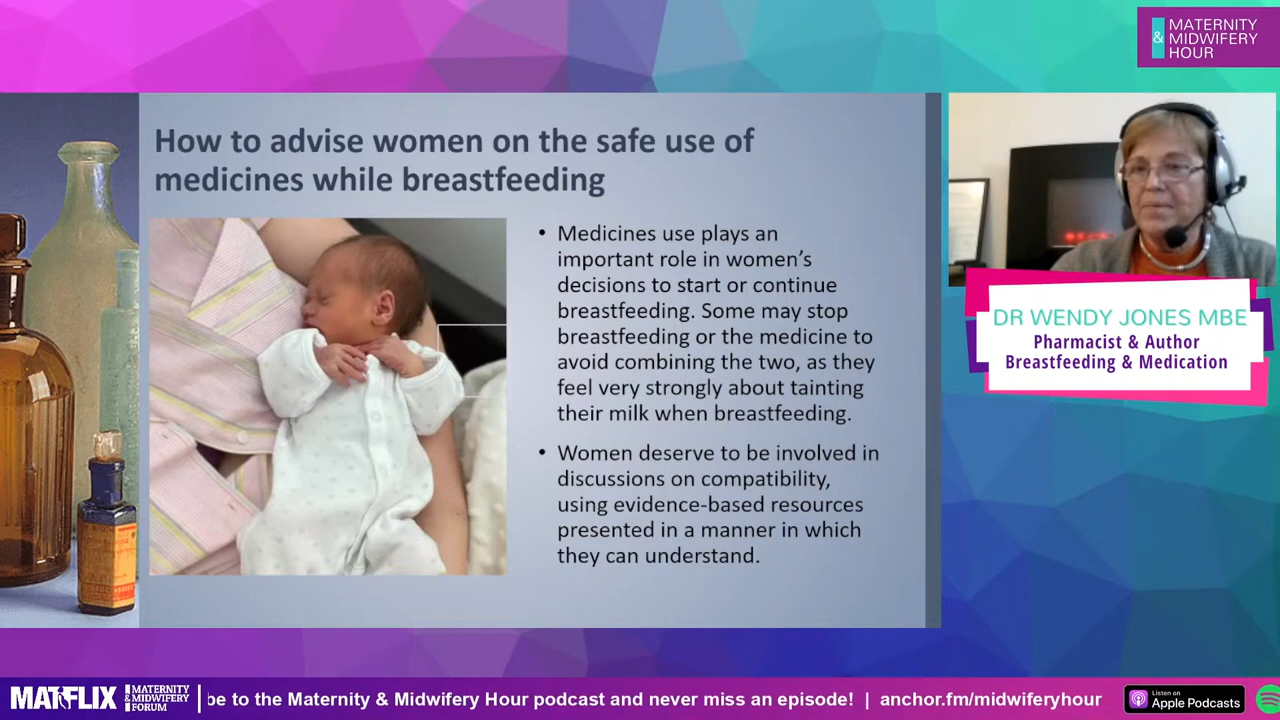 MATERNITY
& MIDWIFERY
HOUR
How to advise women on the safe use of
medicines while breastfeeding
• Medicines use plays an
important role in women’s
decisions to start or continue
breastfeeding. Some may stop
breastfeeding or the medicine to
avoid combining the two, as they
feel very strongly about tainting
their milk when breastfeeding.
• Women deserve to be involved in
discussions on compatibility,
using evidence-based resources
presented in a manner in which
they can understand.
DR WENDY JONES MBE
Pharmacist & Author
Breastfeeding & Medication
MATFLIX
MATERNITY
& MIDWIFERY
FORUM
be to the Maternity & Midwifery Hour podcast and never miss an episode! | anchor.fm/midwiferyhour
Listen on
Apple Podcasts